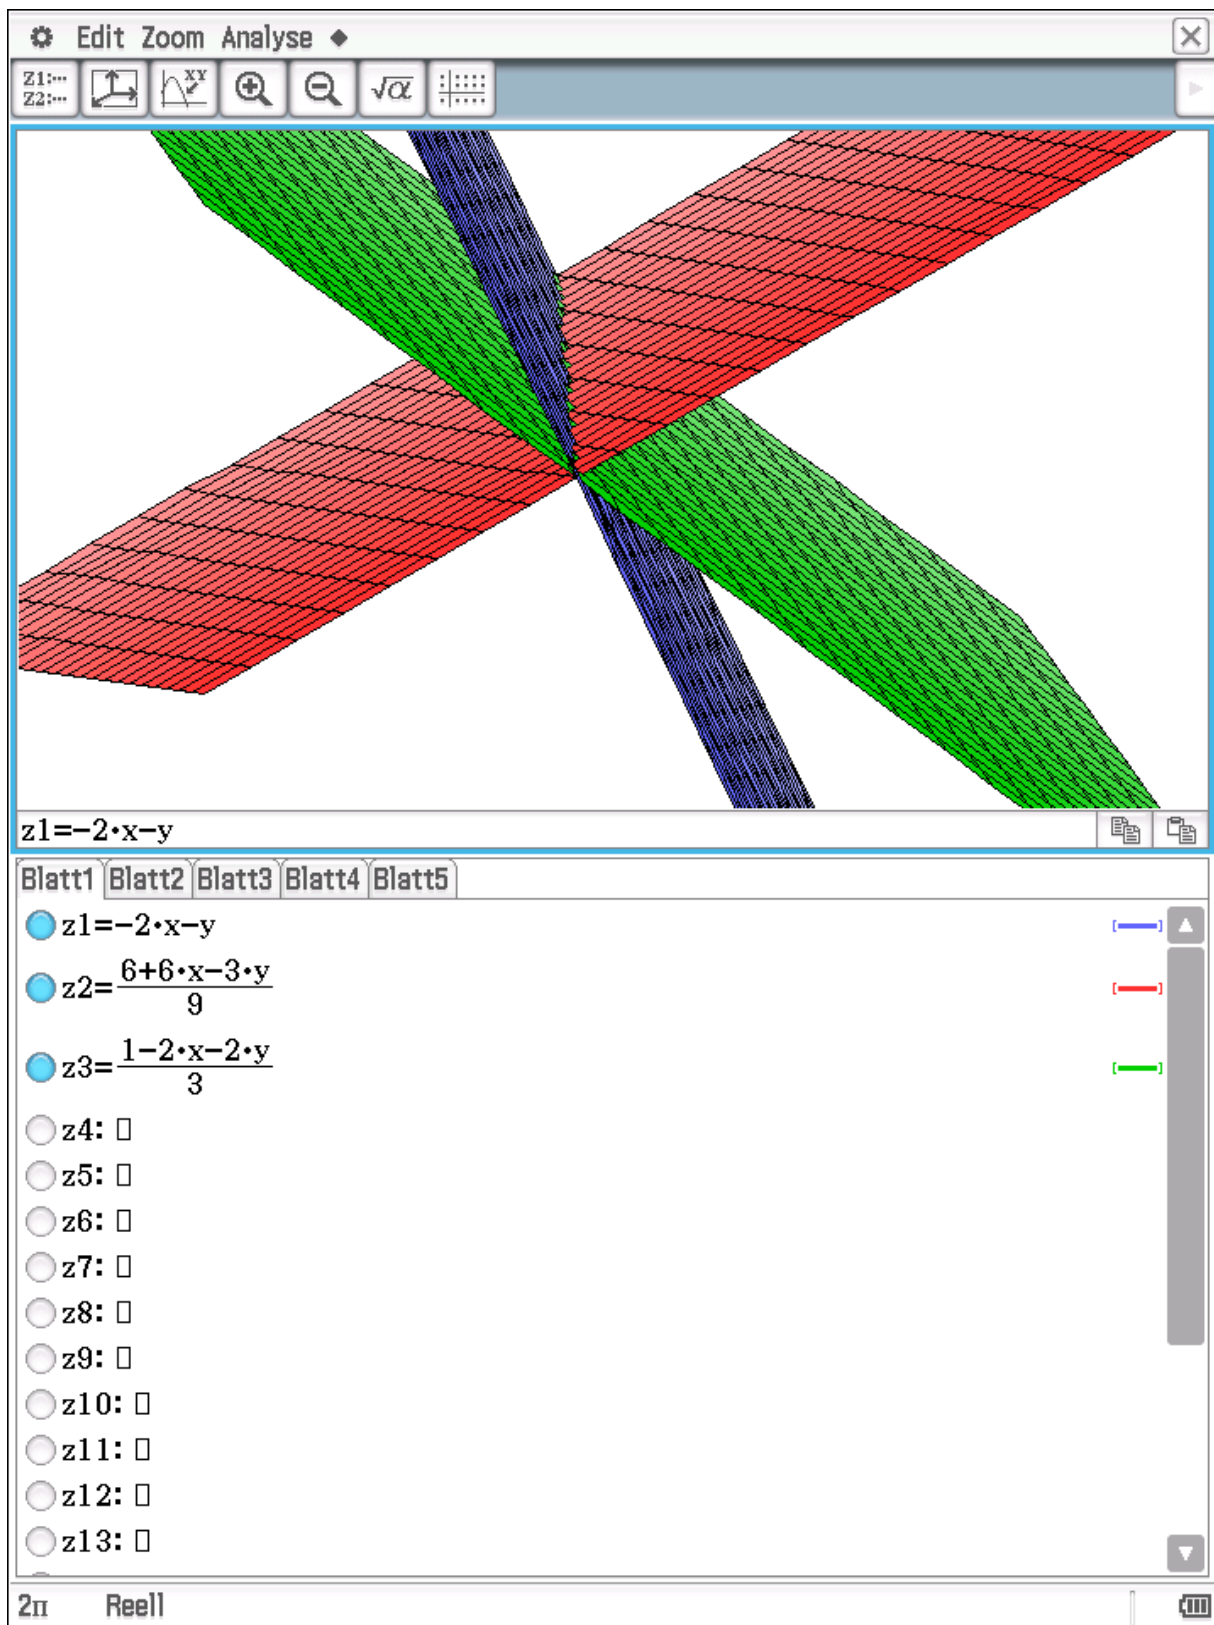 Edit Zoom Analyse
Z1:… XY
Z2:… √α
z1=−2·x−y
Blatt1 Blatt2 Blatt3 Blatt4 Blatt5
z1=−2·x−y
z2=(6+6·x−3·y)/9
z3=(1−2·x−2·y)/3
z4:
z5:
z6:
z7:
z8:
z9:
z10:
z11:
z12:
z13:
2π Reell